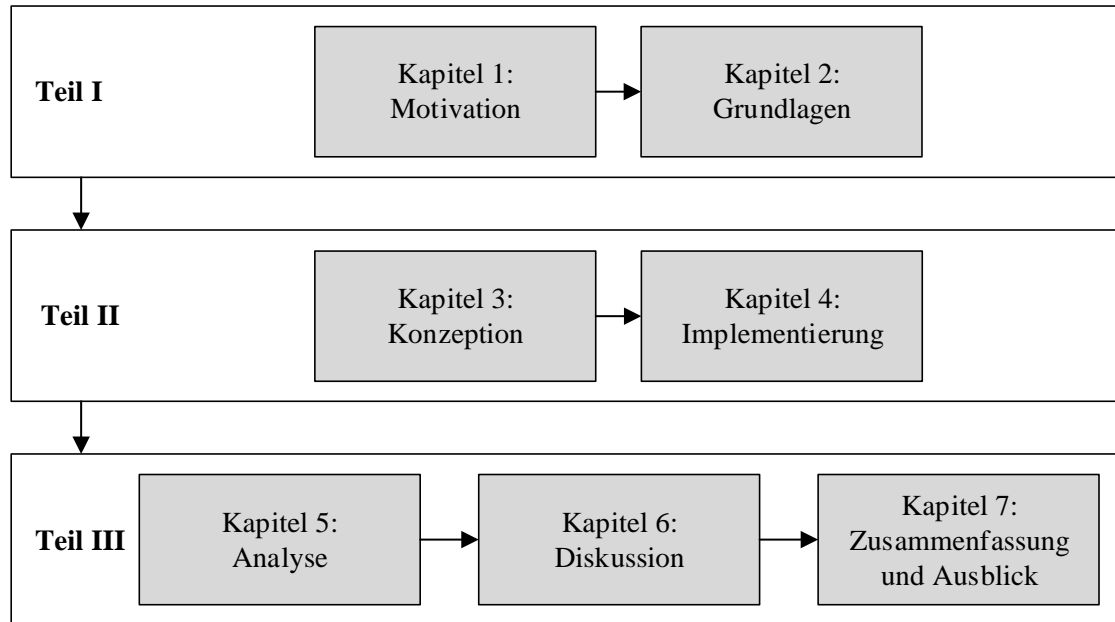 Teil I
Kapitel 1:
Motivation
Kapitel 2:
Grundlagen
Teil II
Kapitel 3:
Konzeption
Kapitel 4:
Implementierung
Teil III
Kapitel 5:
Analyse
Kapitel 6:
Diskussion
Kapitel 7:
Zusammenfassung
und Ausblick